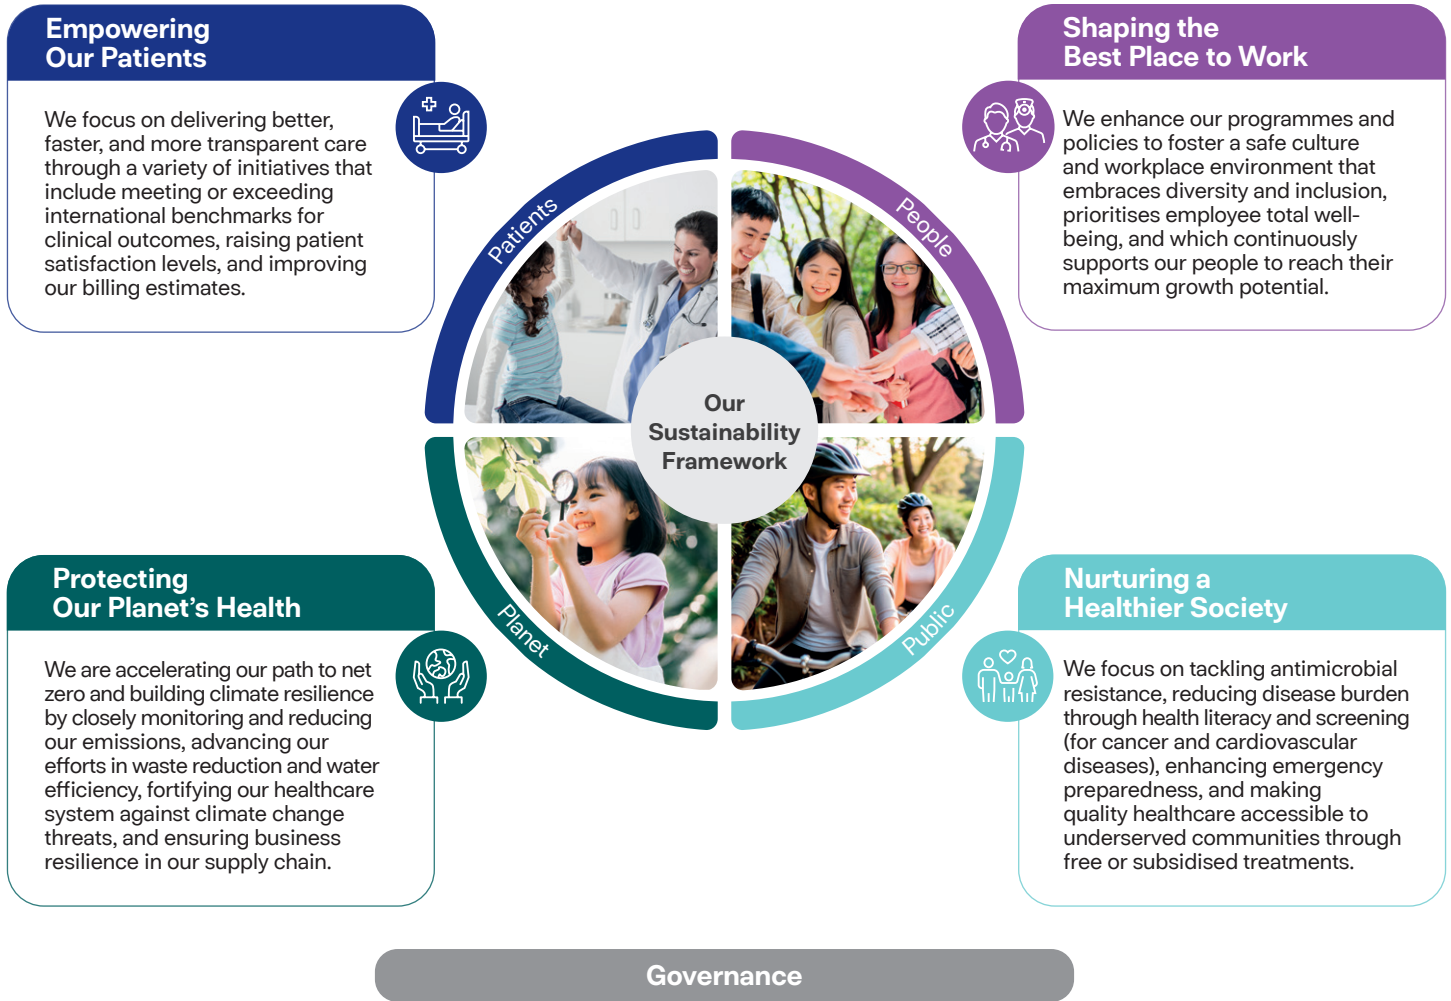 Empowering
Our Patients
We focus on delivering better,
faster, and more transparent care
through a variety of initiatives that
include meeting or exceeding
international benchmarks for
clinical outcomes, raising patient
satisfaction levels, and improving
our billing estimates.
Shaping the
Best Place to Work
We enhance our programmes and
policies to foster a safe culture
and workplace environment that
embraces diversity and inclusion,
prioritises employee total well-
being, and which continuously
supports our people to reach their
maximum growth potential.
Patients
People
Our
Sustainability
Framework
Planet
Public
Protecting
Our Planet’s Health
We are accelerating our path to net
zero and building climate resilience
by closely monitoring and reducing
our emissions, advancing our
efforts in waste reduction and water
efficiency, fortifying our healthcare
system against climate change
threats, and ensuring business
resilience in our supply chain.
Nurturing a
Healthier Society
We focus on tackling antimicrobial
resistance, reducing disease burden
through health literacy and screening
(for cancer and cardiovascular
diseases), enhancing emergency
preparedness, and making
quality healthcare accessible to
underserved communities through
free or subsidised treatments.
Governance